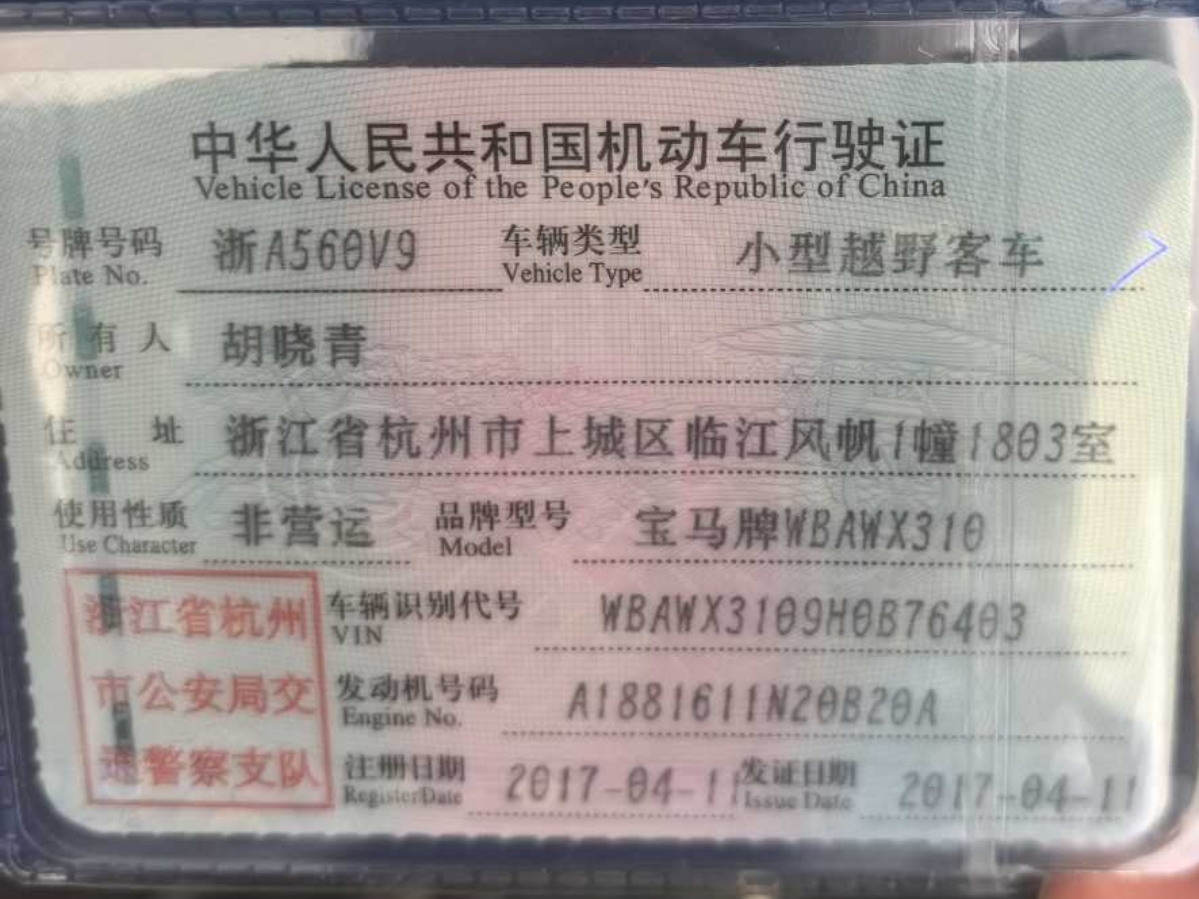 中华人民共和国机动车行驶证
Vehicle License of the People's Republic of China
号牌号码 浙A560V9 车辆类型 小型越野客车
Plate No. Vehicle Type
所有人 胡晓青
Owner
住址 浙江省杭州市上城区临江风帆1幢1803室
Address
使用性质 非营运 品牌型号 宝马牌WBAWX310
Use Character Model
浙江省杭州 车辆识别代号 WBAWX3109H0B76403
VIN
市公安局交 发动机号码 A1881611N20B20A
Engine No.
通警察支队 注册日期 2017-04-11 发证日期 2017-04-11
Register Date Issue Date